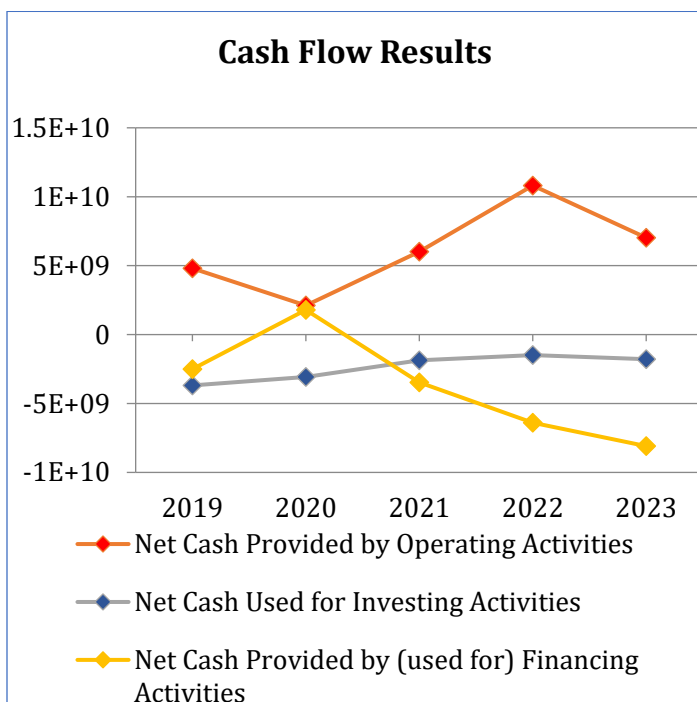 Cash Flow Results
1.5E+10
1E+10
5E+09
0
-5E+09
-1E+10
2019 2020 2021 2022 2023
Net Cash Provided by Operating Activities
Net Cash Used for Investing Activities
Net Cash Provided by (used for) Financing
Activities